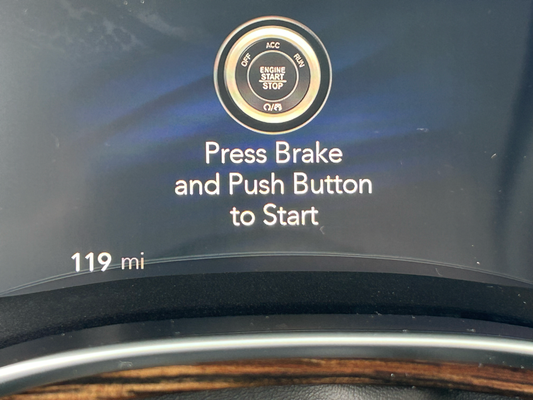 OFF ACC RUN
ENGINE
START
STOP
Press Brake
and Push Button
to Start
119 mi